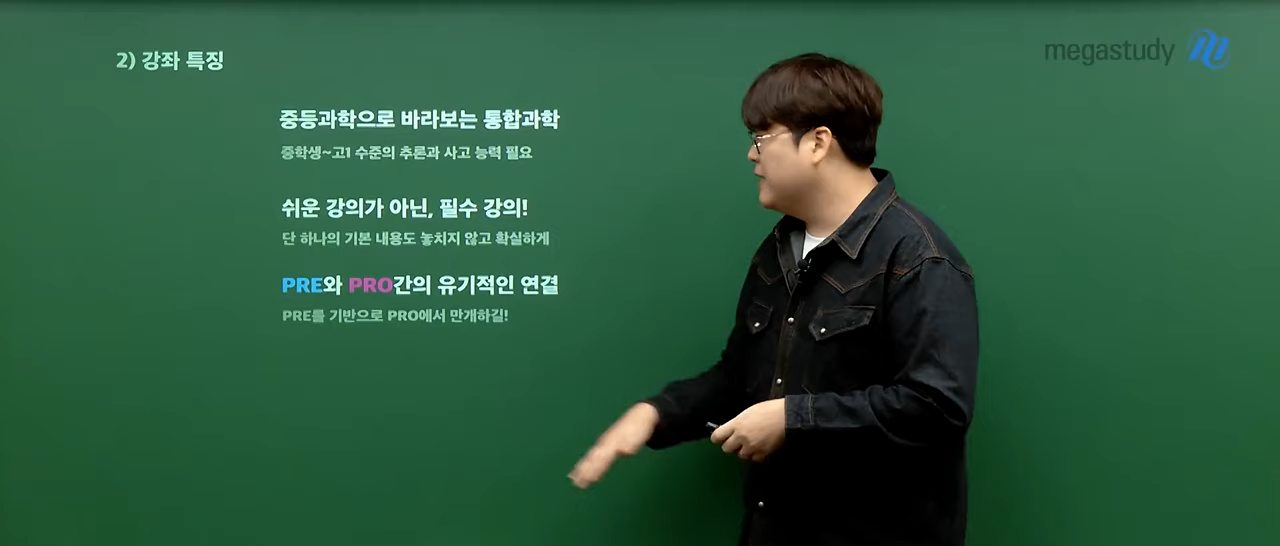 2) 강좌 특징
megastudy
중등과학으로 바라보는 통합과학
중학생~고1 수준의 추론과 사고 능력 필요
쉬운 강의가 아닌, 필수 강의!
단 하나의 기본 내용도 놓치지 않고 확실하게
PRE와 PRO간의 유기적인 연결
PRE를 기반으로 PRO에서 만개하길!